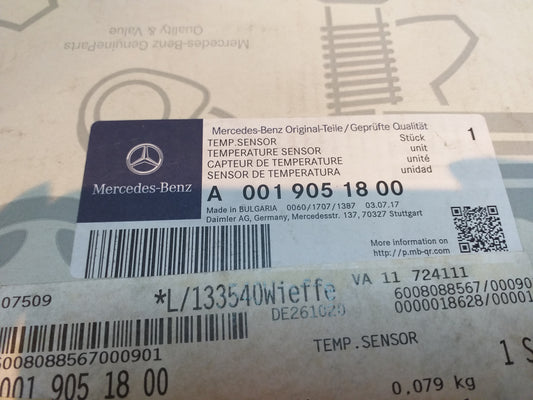 Mercedes-Benz GenuineParts
Mercedes-Benz Original-Teile/Geprüfte Qualität
TEMP.SENSOR Stück 1
TEMPERATURE SENSOR unit
CAPTEUR DE TEMPERATURE unité
SENSOR DE TEMPERATURA unidad
Mercedes-Benz
A 001 905 18 00
Made in BULGARIA 0060/1707/1387 03.07.17
Daimler AG, Germany, Mercedesstr. 137, 70327 Stuttgart
More information on
http://p.mb-qr.com
07509
*L/133540Wieffe
VA 11 724111
DE261020
6008088567/00090
0000018628/00001
6008088567000901
TEMP.SENSOR
001 905 18 00
1 S
0,079 kg